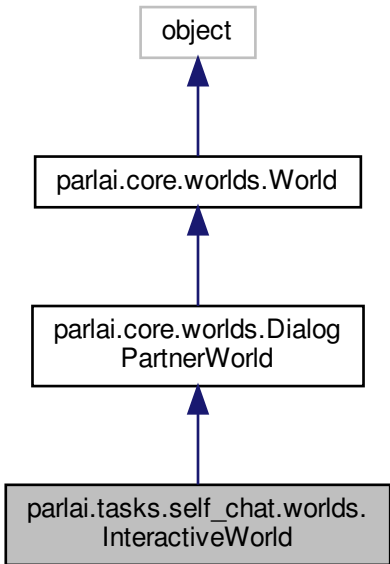 object
parlai.core.worlds.World
parlai.core.worlds.Dialog
PartnerWorld
parlai.tasks.self_chat.worlds.
InteractiveWorld